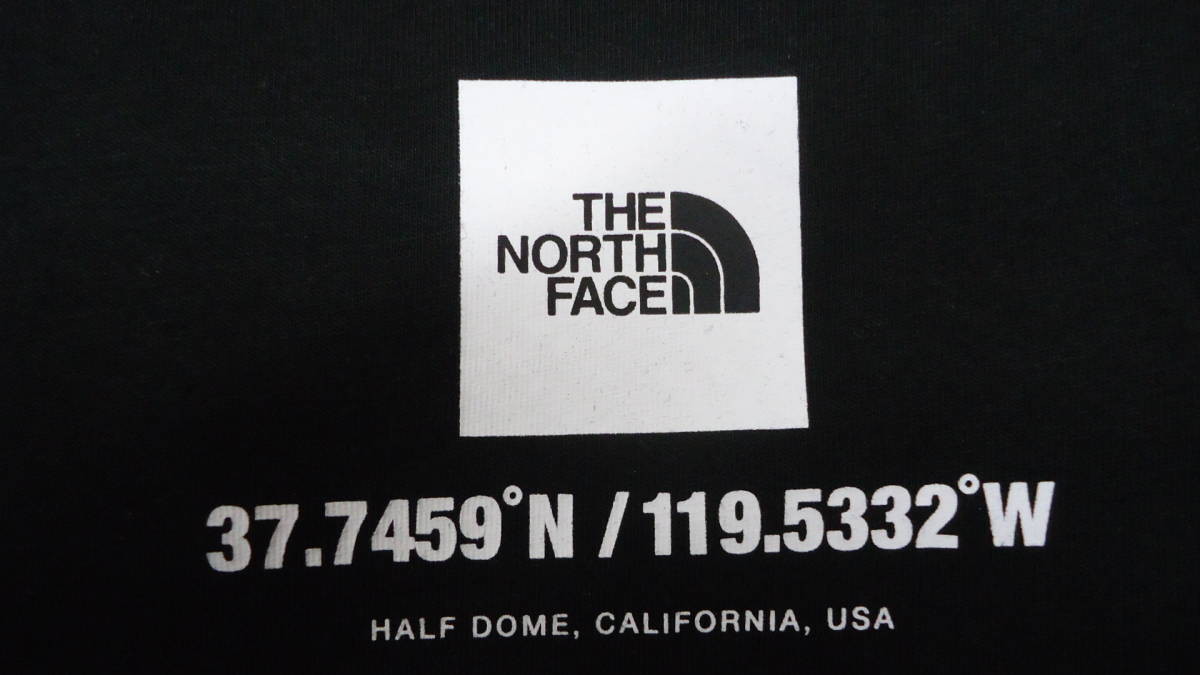 THE
NORTH
FACE
37.7459°N / 119.5332°W
HALF DOME, CALIFORNIA, USA